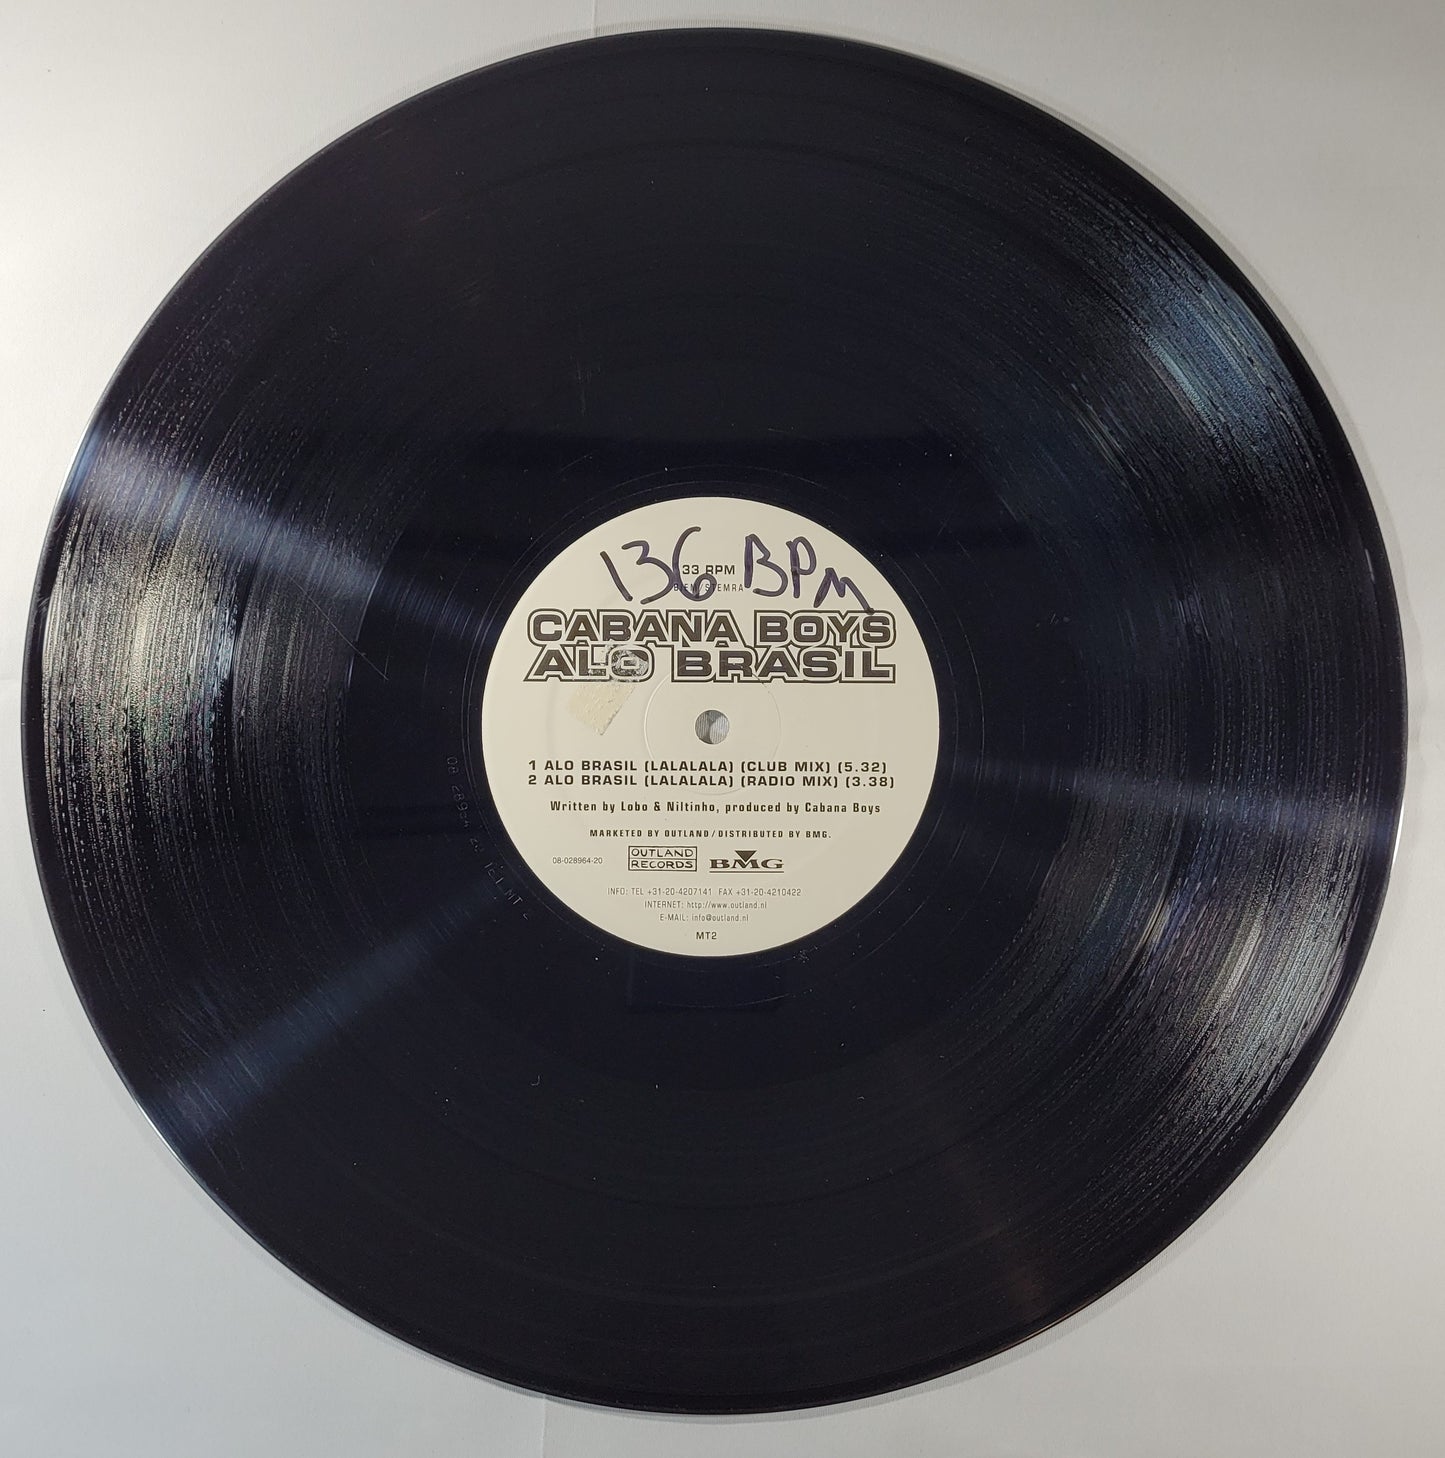 136 BPM
33 RPM
BIEM/STEMRA
CABANA BOYS
ALO BRASIL
1 ALO BRASIL (LALALALA) (CLUB MIX) (5.32)
2 ALO BRASIL (LALALALA) (RADIO MIX) (3.38)
Written by Lobo & Niltinho, produced by Cabana Boys
MARKETED BY OUTLAND/DISTRIBUTED BY BMG.
08-028964-20
OUTLAND
RECORDS
BMG
INFO: TEL +31-20-4207141 FAX +31-20-4210422
INTERNET: http://www.outland.nl
E-MAIL: info@outland.nl
MT2